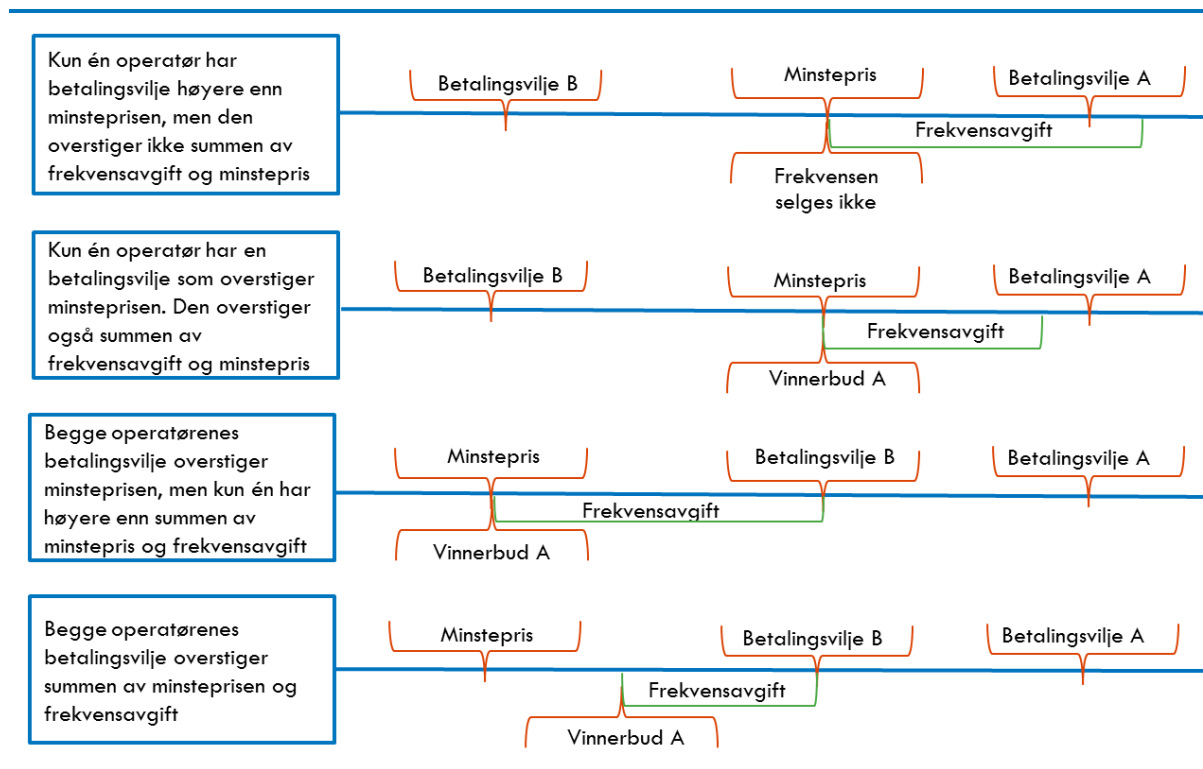 Kun én operatør har
betalingsvilje høyere enn
minsteprisen, men den
overstiger ikke summen av
frekvensavgift og minstepris
Betalingsvilje B
Minstepris
Betalingsvilje A
Frekvensavgift
Frekvensen
selges ikke
Kun én operatør har en
betalingsvilje som overstiger
minsteprisen. Den overstiger
også summen av
frekvensavgift og minstepris
Betalingsvilje B
Minstepris
Betalingsvilje A
Frekvensavgift
Vinnerbud A
Begge operatørenes
betalingsvilje overstiger
minsteprisen, men kun én har
høyere enn summen av
minstepris og frekvensavgift
Minstepris
Betalingsvilje B
Betalingsvilje A
Frekvensavgift
Vinnerbud A
Begge operatørenes
betalingsvilje overstiger
summen av minsteprisen og
frekvensavgift
Minstepris
Betalingsvilje B
Betalingsvilje A
Frekvensavgift
Vinnerbud A